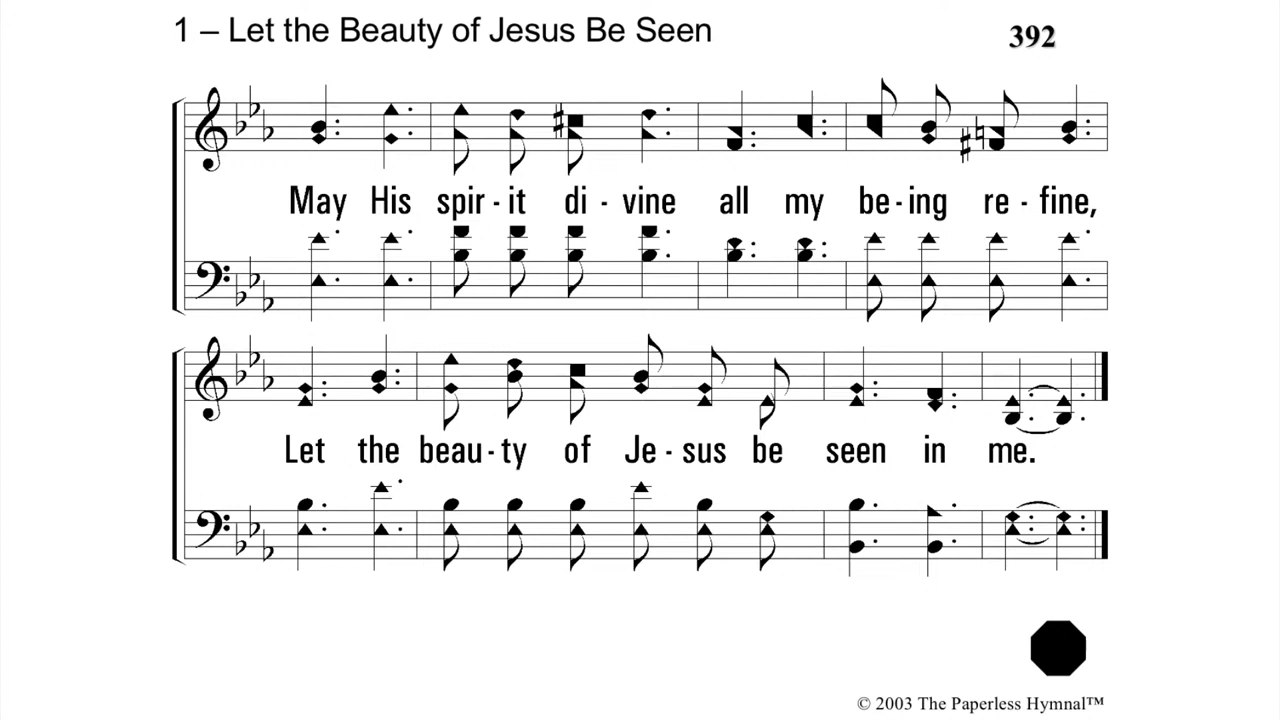 1 – Let the Beauty of Jesus Be Seen 392
May His spir - it di - vine all my be - ing re - fine,
Let the beau - ty of Je - sus be seen in me.
© 2003 The Paperless Hymnal™